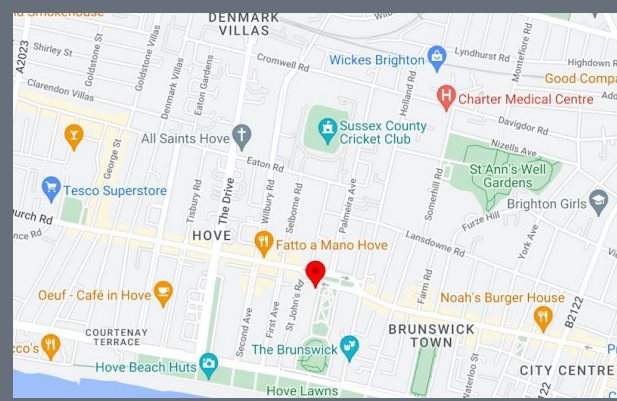 d Smokehouse
DENMARK
VILLAS
A2023
Shirley St
Goldstone St
Goldstone Villas
Clarendon Villas
Denmark Villas
Eaton Gardens
Cromwell Rd
Wickes Brighton
Lyndhurst Rd
Montefiore Rd
Highdown R
Good Compa
Holland Rd
Charter Medical Centre
Davigdor Rd
Nizells Ave
All Saints Hove
Sussex County
Cricket Club
George St
Eaton Rd
St Ann's Well
Gardens
Tesco Superstore
Tisbury Rd
The Drive
Wilbury Rd
Selborne Rd
Palmeira Ave
Somerhill Rd
Brighton Girls
Furze Hill
York Ave
urch Rd
nce Rd
HOVE
Fatto a Mano Hove
Lansdowne Rd
Oeuf - Café in Hove
St John's Rd
First Ave
Second Ave
Farm Rd
Noah's Burger House
B2122
COURTENAY
TERRACE
BRUNSWICK
TOWN
cco's
The Brunswick
Hove Beach Huts
Waterloo St
CITY CENTRE
Hove Lawns
22